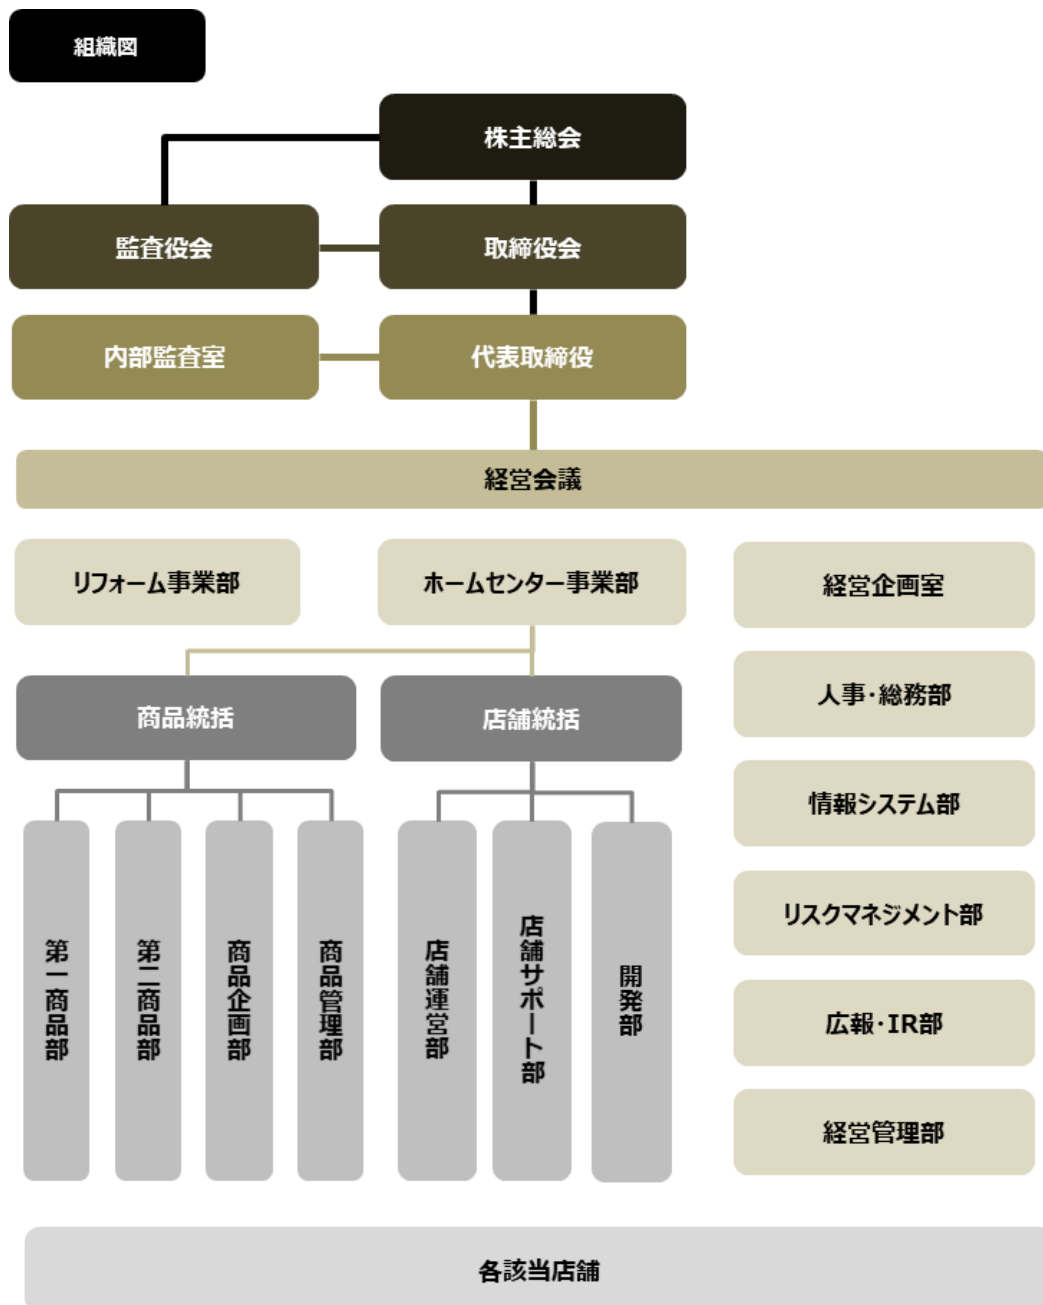 組織図
株主総会
監査役会
取締役会
内部監査室
代表取締役
経営会議
リフォーム事業部
ホームセンター事業部
経営企画室
人事・総務部
情報システム部
リスクマネジメント部
広報・IR部
経営管理部
商品統括
店舗統括
第一商品部
第二商品部
商品企画部
商品管理部
店舗運営部
店舗サポート部
開発部
各該当店舗